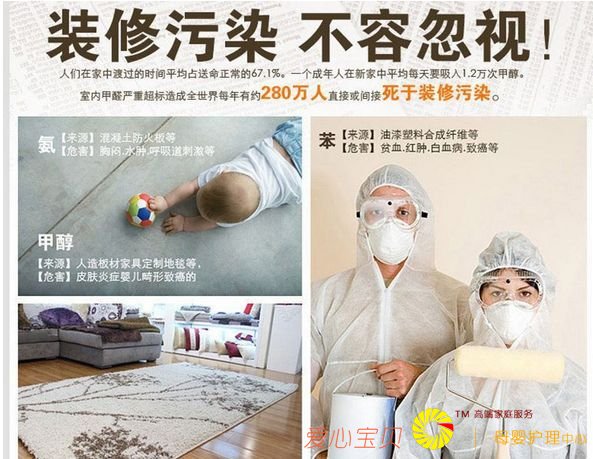 装修污染 不容忽视!
人们在家中渡过的时间平均占送命正常的67.1%。一个成年人在新家中平均每天要吸入1.2万次甲醇。
室内甲醛严重超标造成全世界每年有约280万人直接或间接死于装修污染。
氨
【来源】混凝土防火板等
【危害】胸闷.水肿.呼吸道刺激等
甲醇
【来源】人造板材家具定制地毯等,
【危害】皮肤炎症婴儿畸形致癌的
苯
【来源】油漆塑料合成纤维等
【危害】贫血.红肿.白血病.致癌等
爱心宝贝
TM 高端家庭服务
母婴护理中心